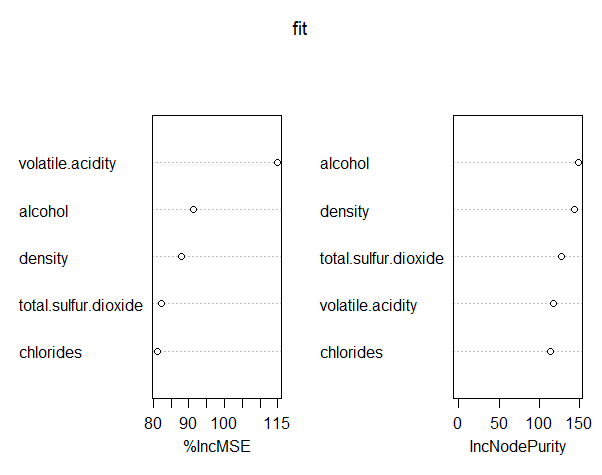 fit
volatile.acidity
alcohol
density
total.sulfur.dioxide
chlorides
80 90 100 115
%IncMSE
alcohol
density
total.sulfur.dioxide
volatile.acidity
chlorides
0 50 100 150
IncNodePurity